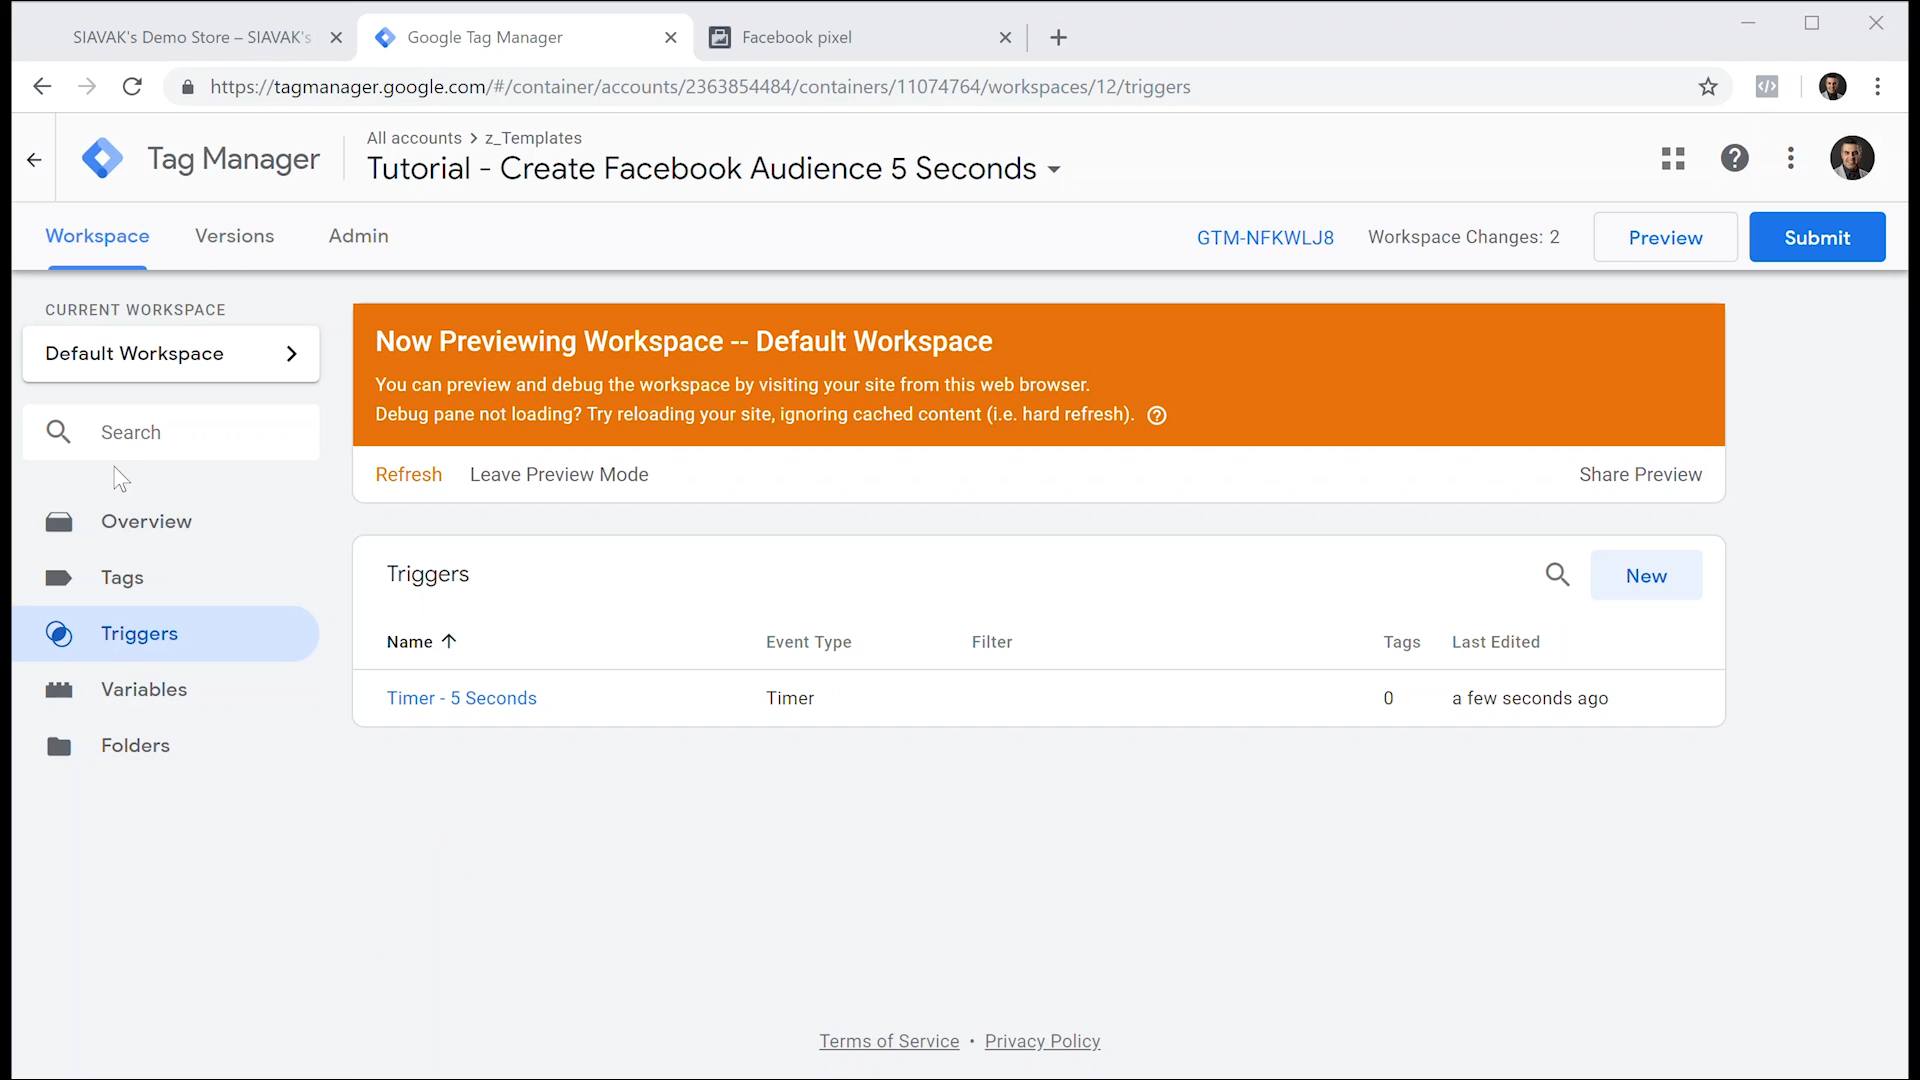 SIAVAK's Demo Store – SIAVAK's
Google Tag Manager
Facebook pixel
https://tagmanager.google.com/#/container/accounts/2363854484/containers/11074764/workspaces/12/triggers
Tag Manager
All accounts > z_Templates
Tutorial - Create Facebook Audience 5 Seconds
Workspace
Versions
Admin
GTM-NFKWLJ8
Workspace Changes: 2
Preview
Submit
CURRENT WORKSPACE
Default Workspace
Search
Overview
Tags
Triggers
Variables
Folders
Now Previewing Workspace -- Default Workspace
You can preview and debug the workspace by visiting your site from this web browser.
Debug pane not loading? Try reloading your site, ignoring cached content (i.e. hard refresh).
Refresh
Leave Preview Mode
Share Preview
Triggers
New
Name
Event Type
Filter
Tags
Last Edited
Timer - 5 Seconds
Timer
0
a few seconds ago
Terms of Service • Privacy Policy